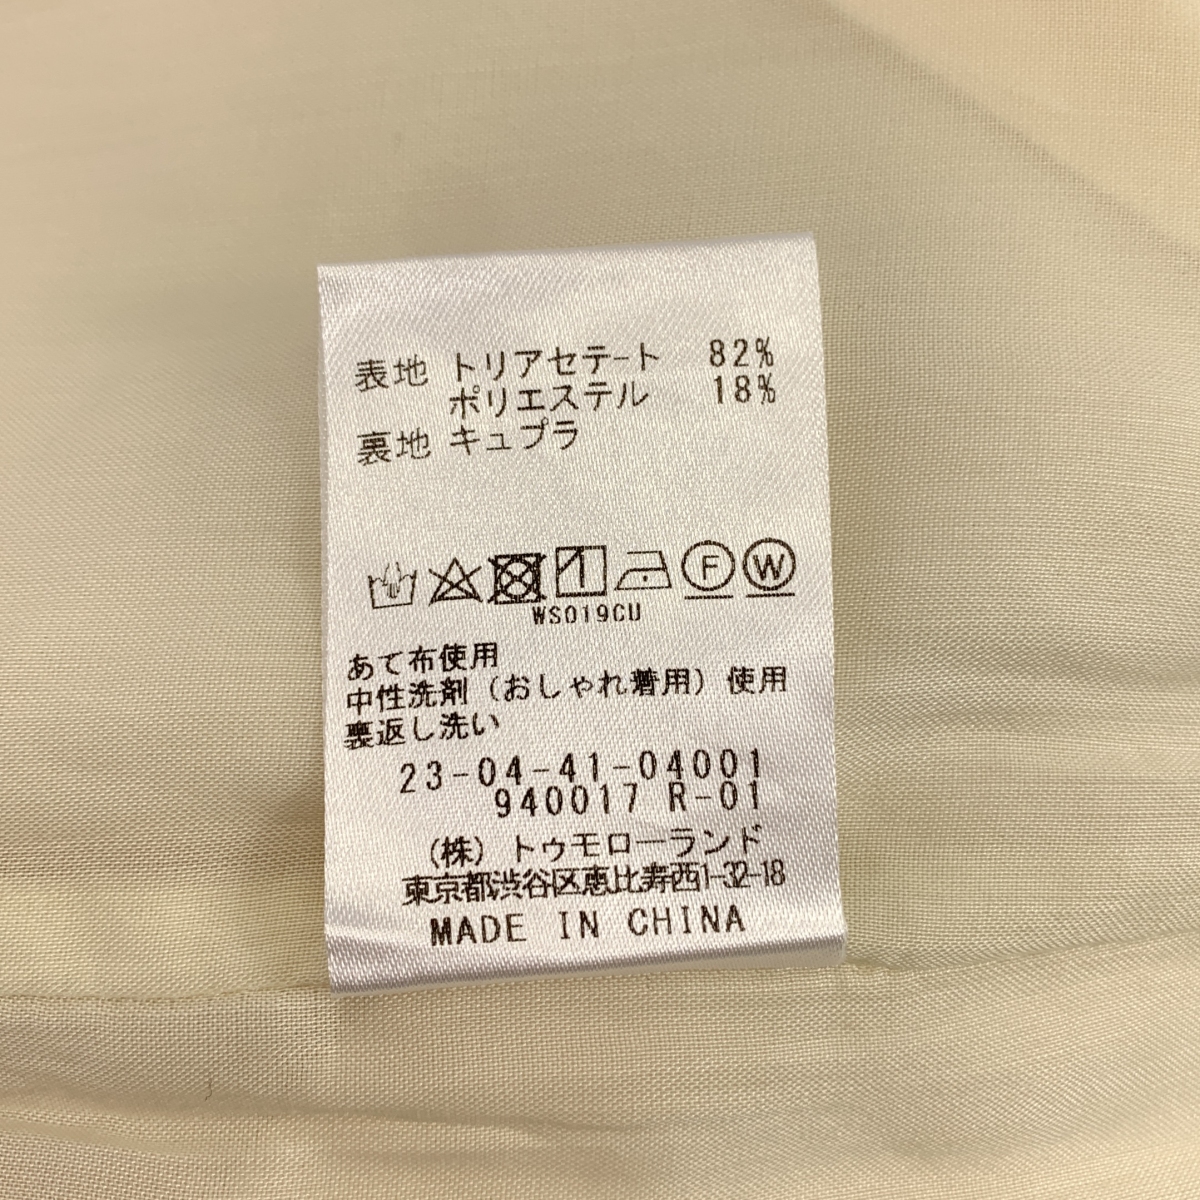 表地 トリアセテート 82%
ポリエステル 18%
裏地 キュプラ
F W
WS019CU
あて布使用
中性洗剤(おしゃれ着用)使用
裏返し洗い
23-04-41-04001
940017 R-01
(株) トゥモローランド
東京都渋谷区恵比寿西1-32-18
MADE IN CHINA